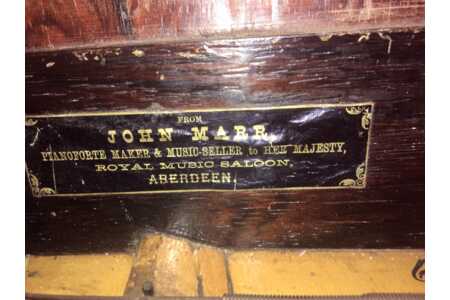 FROM
JOHN MARR,
PIANOFORTE MAKER & MUSIC-SELLER to HER MAJESTY,
ROYAL MUSIC SALOON,
ABERDEEN.